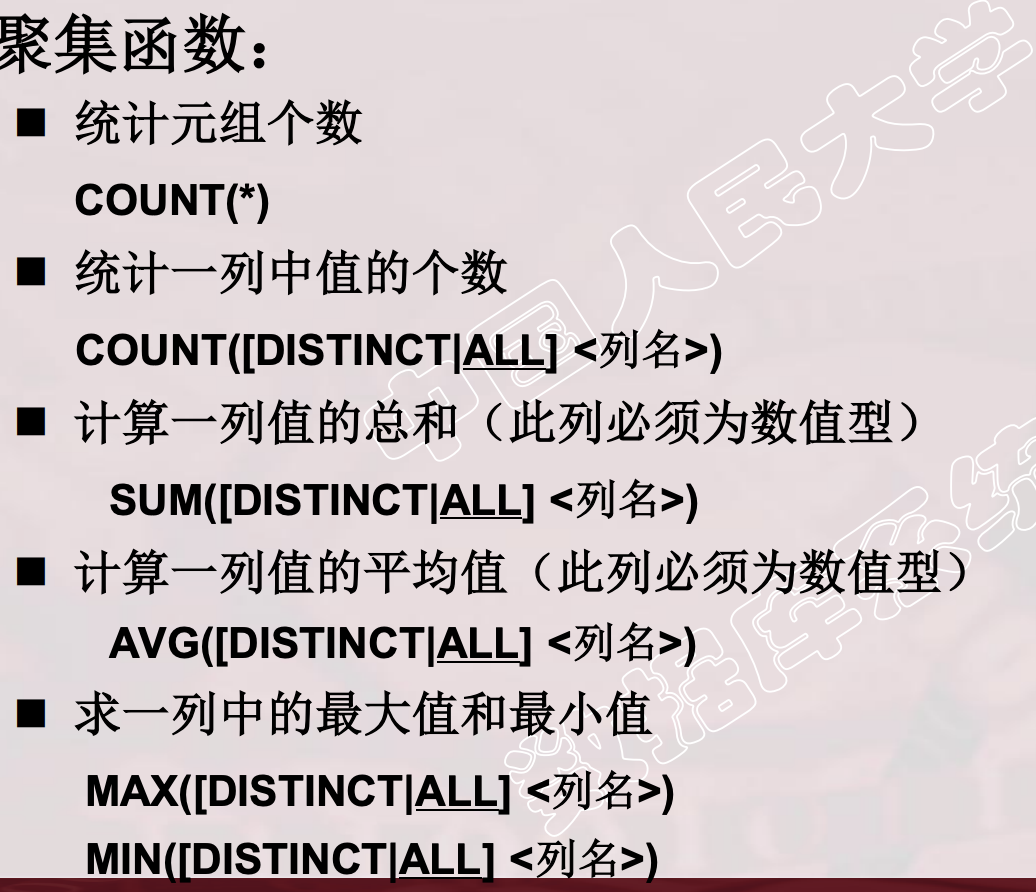 聚集函数：
■ 统计元组个数
COUNT(*)
■ 统计一列中值的个数
COUNT([DISTINCT|ALL] <列名>)
■ 计算一列值的总和（此列必须为数值型）
SUM([DISTINCT|ALL] <列名>)
■ 计算一列值的平均值（此列必须为数值型）
AVG([DISTINCT|ALL] <列名>)
■ 求一列中的最大值和最小值
MAX([DISTINCT|ALL] <列名>)
MIN([DISTINCT|ALL] <列名>)
中国人民大学
数据库系统